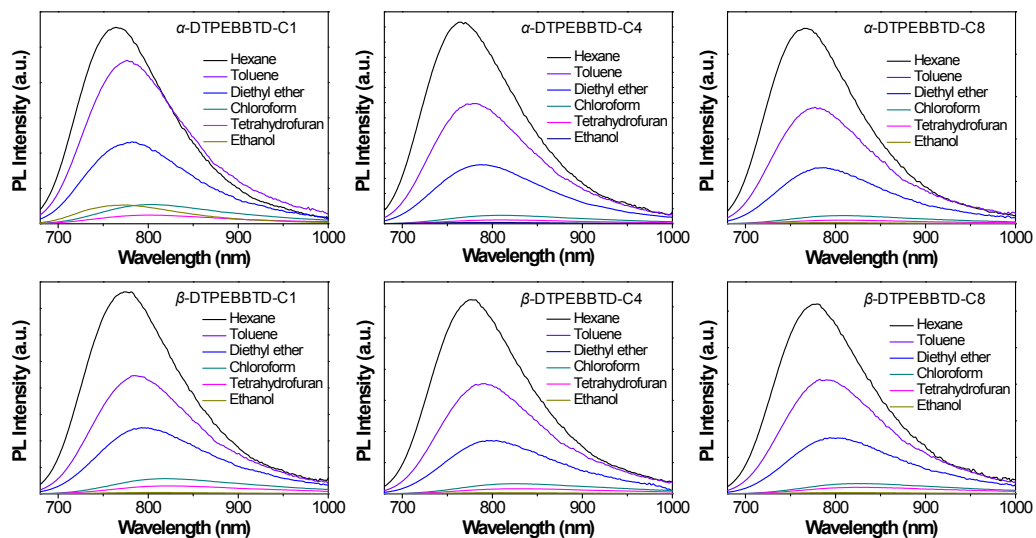 α-DTPEBBTD-C1
Hexane
Toluene
Diethyl ether
Chloroform
Tetrahydrofuran
Ethanol
PL Intensity (a.u.)
700 800 900 1000
Wavelength (nm)
α-DTPEBBTD-C4
Hexane
Toluene
Diethyl ether
Chloroform
Tetrahydrofuran
Ethanol
PL Intensity (a.u.)
700 800 900 1000
Wavelength (nm)
α-DTPEBBTD-C8
Hexane
Toluene
Diethyl ether
Chloroform
Tetrahydrofuran
Ethanol
PL Intensity (a.u.)
700 800 900 1000
Wavelength (nm)
β-DTPEBBTD-C1
Hexane
Toluene
Diethyl ether
Chloroform
Tetrahydrofuran
Ethanol
PL Intensity (a.u.)
700 800 900 1000
Wavelength (nm)
β-DTPEBBTD-C4
Hexane
Toluene
Diethyl ether
Chloroform
Tetrahydrofuran
Ethanol
PL Intensity (a.u.)
700 800 900 1000
Wavelength (nm)
β-DTPEBBTD-C8
Hexane
Toluene
Diethyl ether
Chloroform
Tetrahydrofuran
Ethanol
PL Intensity (a.u.)
700 800 900 1000
Wavelength (nm)